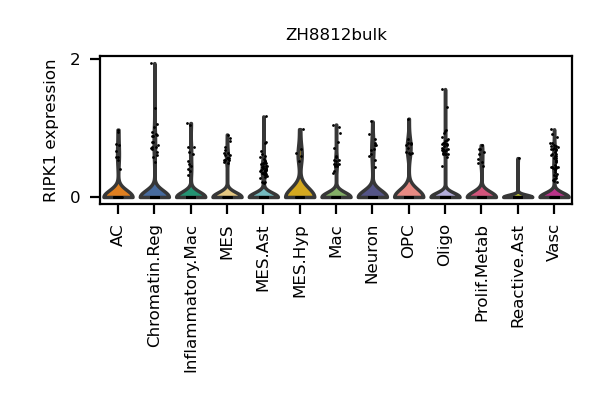 ZH8812bulk
RIPK1 expression
2
0
AC
Chromatin.Reg
Inflammatory.Mac
MES
MES.Ast
MES.Hyp
Mac
Neuron
OPC
Oligo
Prolif.Metab
Reactive.Ast
Vasc